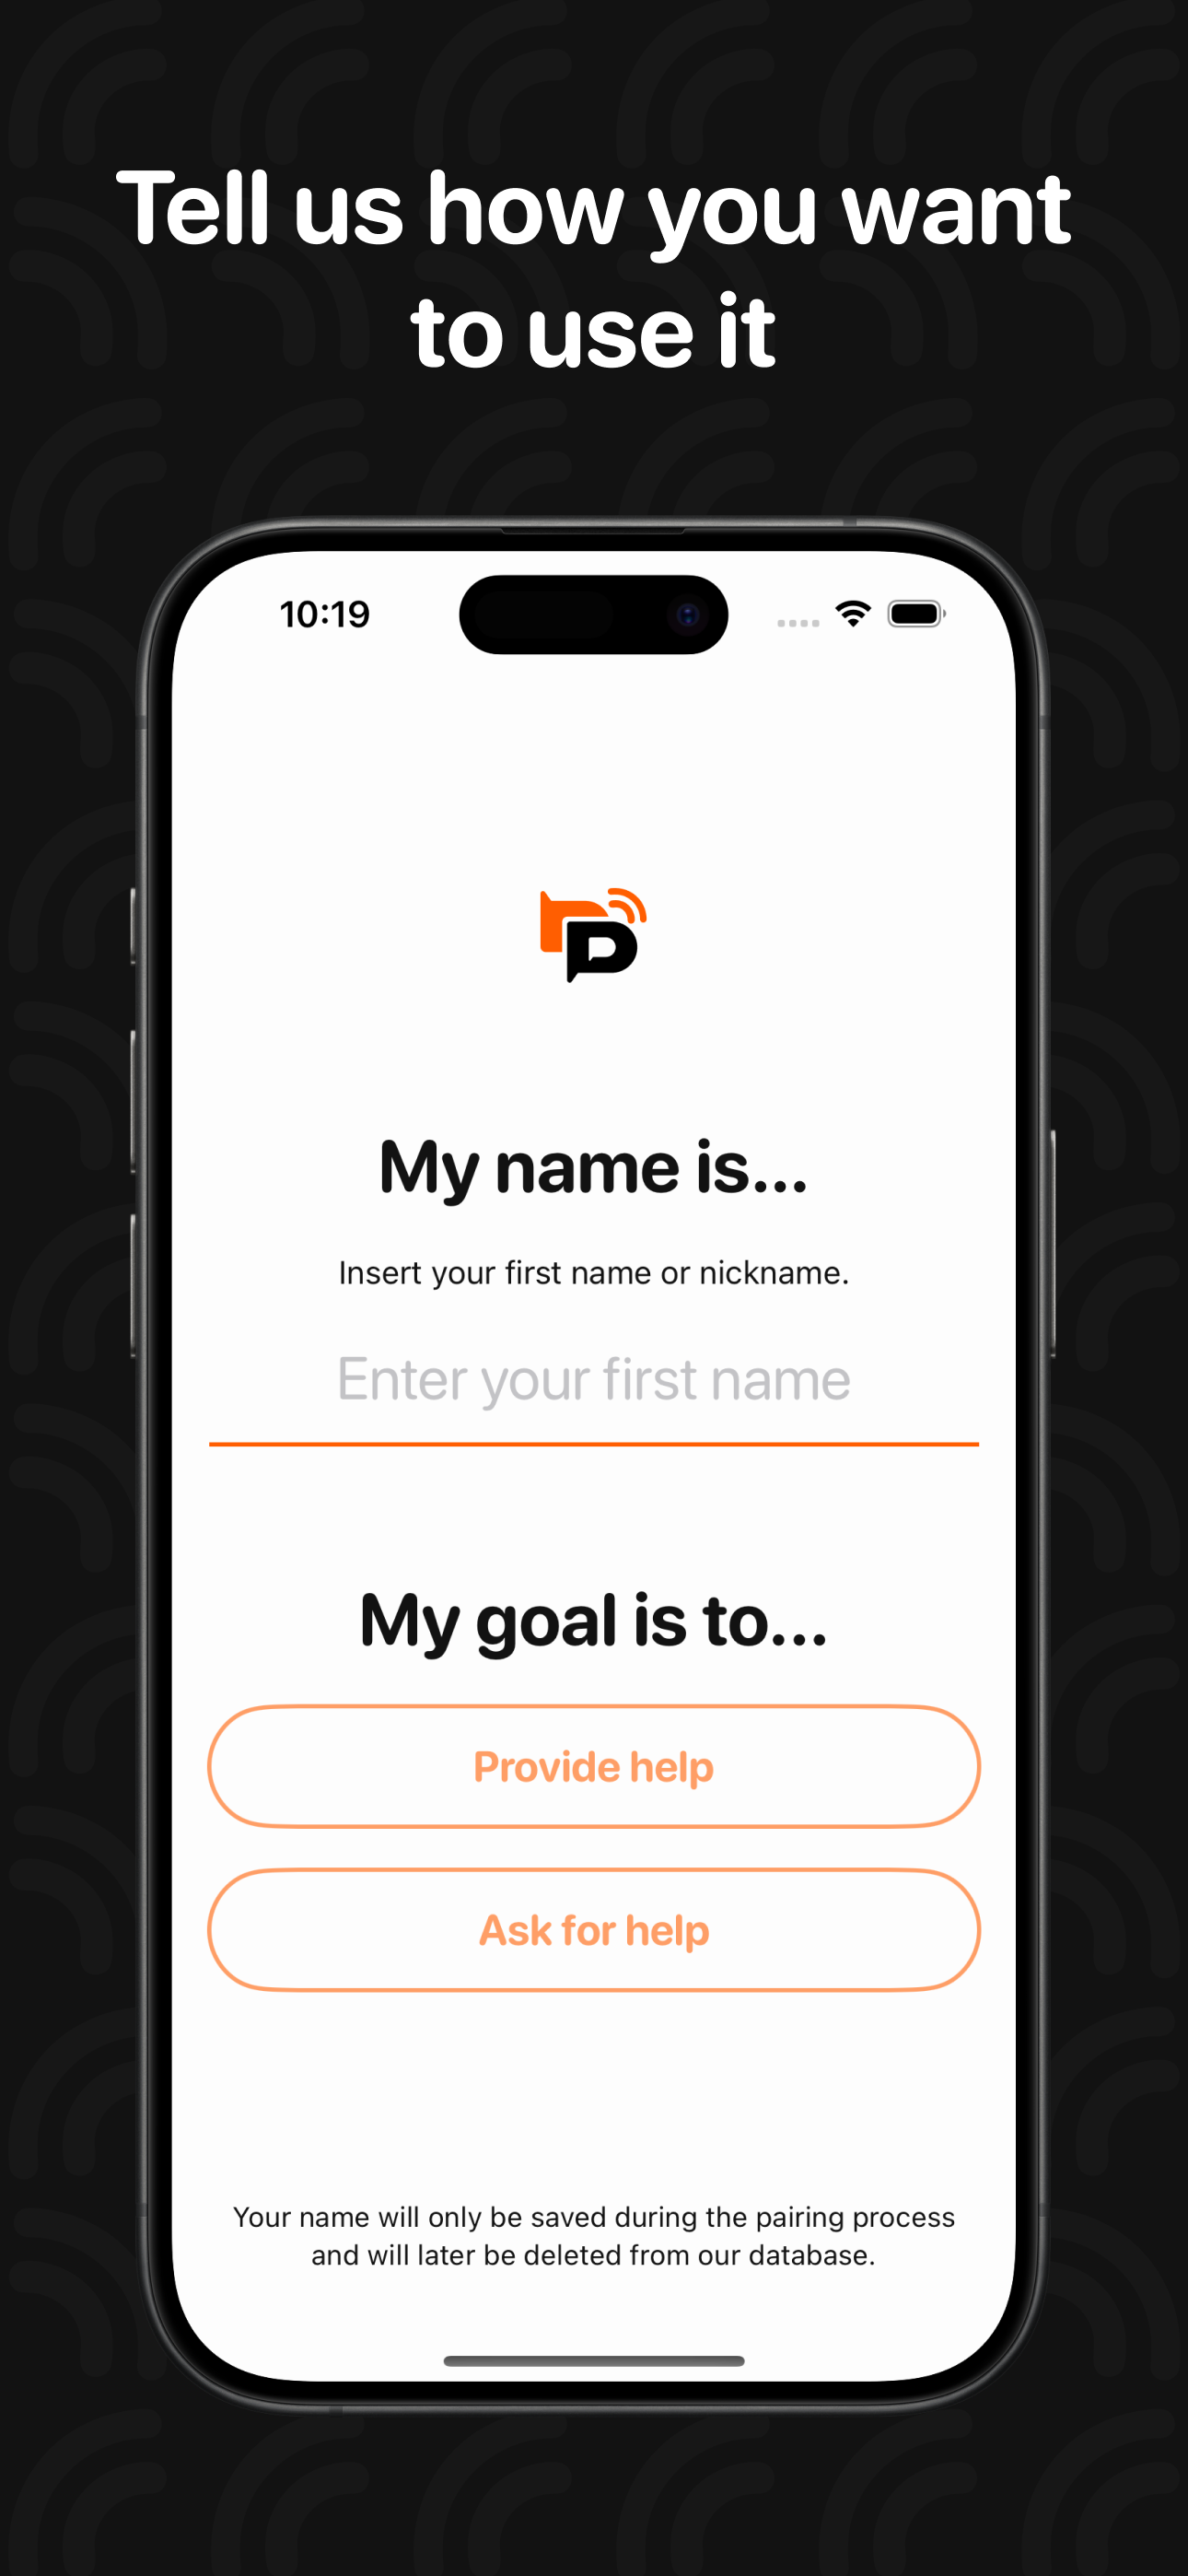 Tell us how you want
to use it
10:19
My name is...
Insert your first name or nickname.
Enter your first name
My goal is to...
Provide help
Ask for help
Your name will only be saved during the pairing process
and will later be deleted from our database.